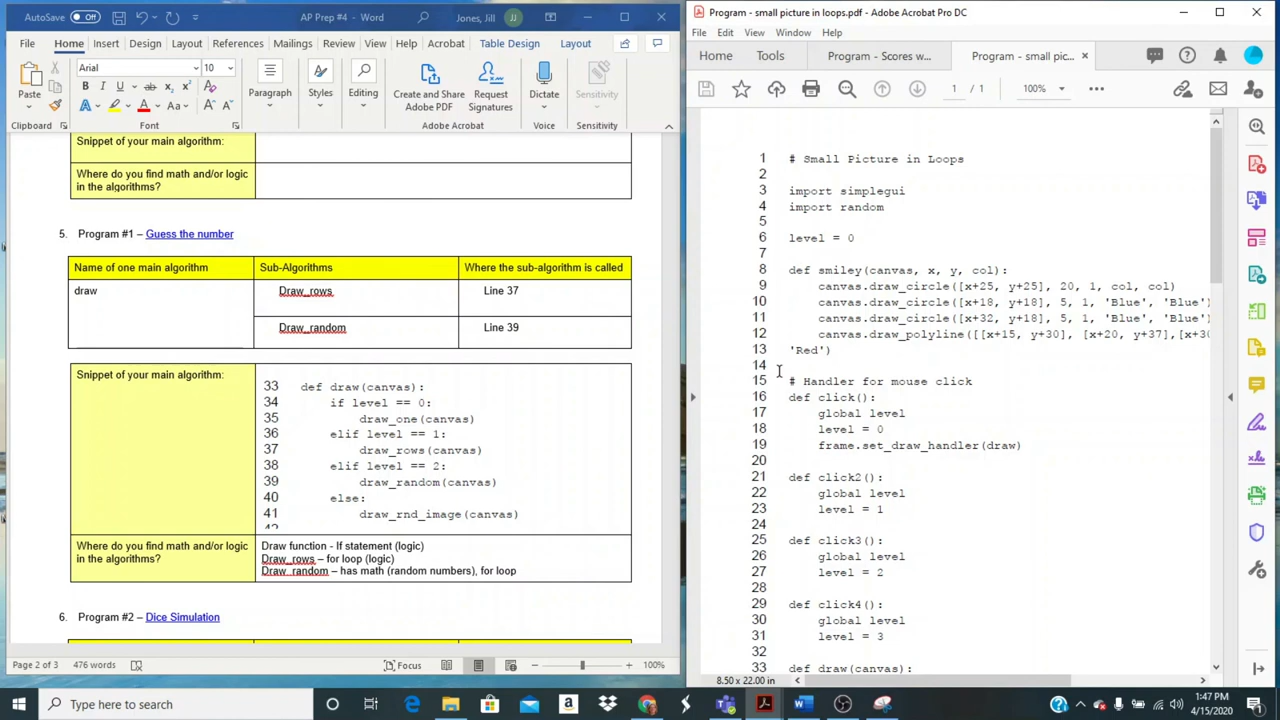 AutoSave Off AP Prep #4 - Word Jones, Jill JJ
File Home Insert Design Layout References Mailings Review View Help Acrobat Table Design Layout
Paste Arial 10 Paragraph Styles Editing Create and Share Adobe PDF Request Signatures Dictate Sensitivity
Clipboard Font Adobe Acrobat Voice Sensitivity
Snippet of your main algorithm:
Where do you find math and/or logic
in the algorithms?
5. Program #1 – Guess the number
Name of one main algorithm Sub-Algorithms Where the sub-algorithm is called
draw Draw_rows Line 37
Draw_random Line 39
Snippet of your main algorithm:
33 def draw(canvas):
34 if level == 0:
35 draw_one(canvas)
36 elif level == 1:
37 draw_rows(canvas)
38 elif level == 2:
39 draw_random(canvas)
40 else:
41 draw_rnd_image(canvas)
Where do you find math and/or logic
in the algorithms?
Draw function - If statement (logic)
Draw_rows – for loop (logic)
Draw_random – has math (random numbers), for loop
6. Program #2 – Dice Simulation
Page 2 of 3 476 words Focus 100%
Program - small picture in loops.pdf - Adobe Acrobat Pro DC
File Edit View Window Help
Home Tools Program - Scores w... Program - small pic...
1 / 1 100%
1 # Small Picture in Loops
2
3 import simplegui
4 import random
5
6 level = 0
7
8 def smiley(canvas, x, y, col):
9 canvas.draw_circle([x+25, y+25], 20, 1, col, col)
10 canvas.draw_circle([x+18, y+18], 5, 1, 'Blue', 'Blue')
11 canvas.draw_circle([x+32, y+18], 5, 1, 'Blue', 'Blue')
12 canvas.draw_polyline([[x+15, y+30], [x+20, y+37],[x+30
13 'Red')
14
15 # Handler for mouse click
16 def click():
17 global level
18 level = 0
19 frame.set_draw_handler(draw)
20
21 def click2():
22 global level
23 level = 1
24
25 def click3():
26 global level
27 level = 2
28
29 def click4():
30 global level
31 level = 3
32
33 def draw(canvas):
8.50 x 22.00 in
Type here to search
1:47 PM
4/15/2020